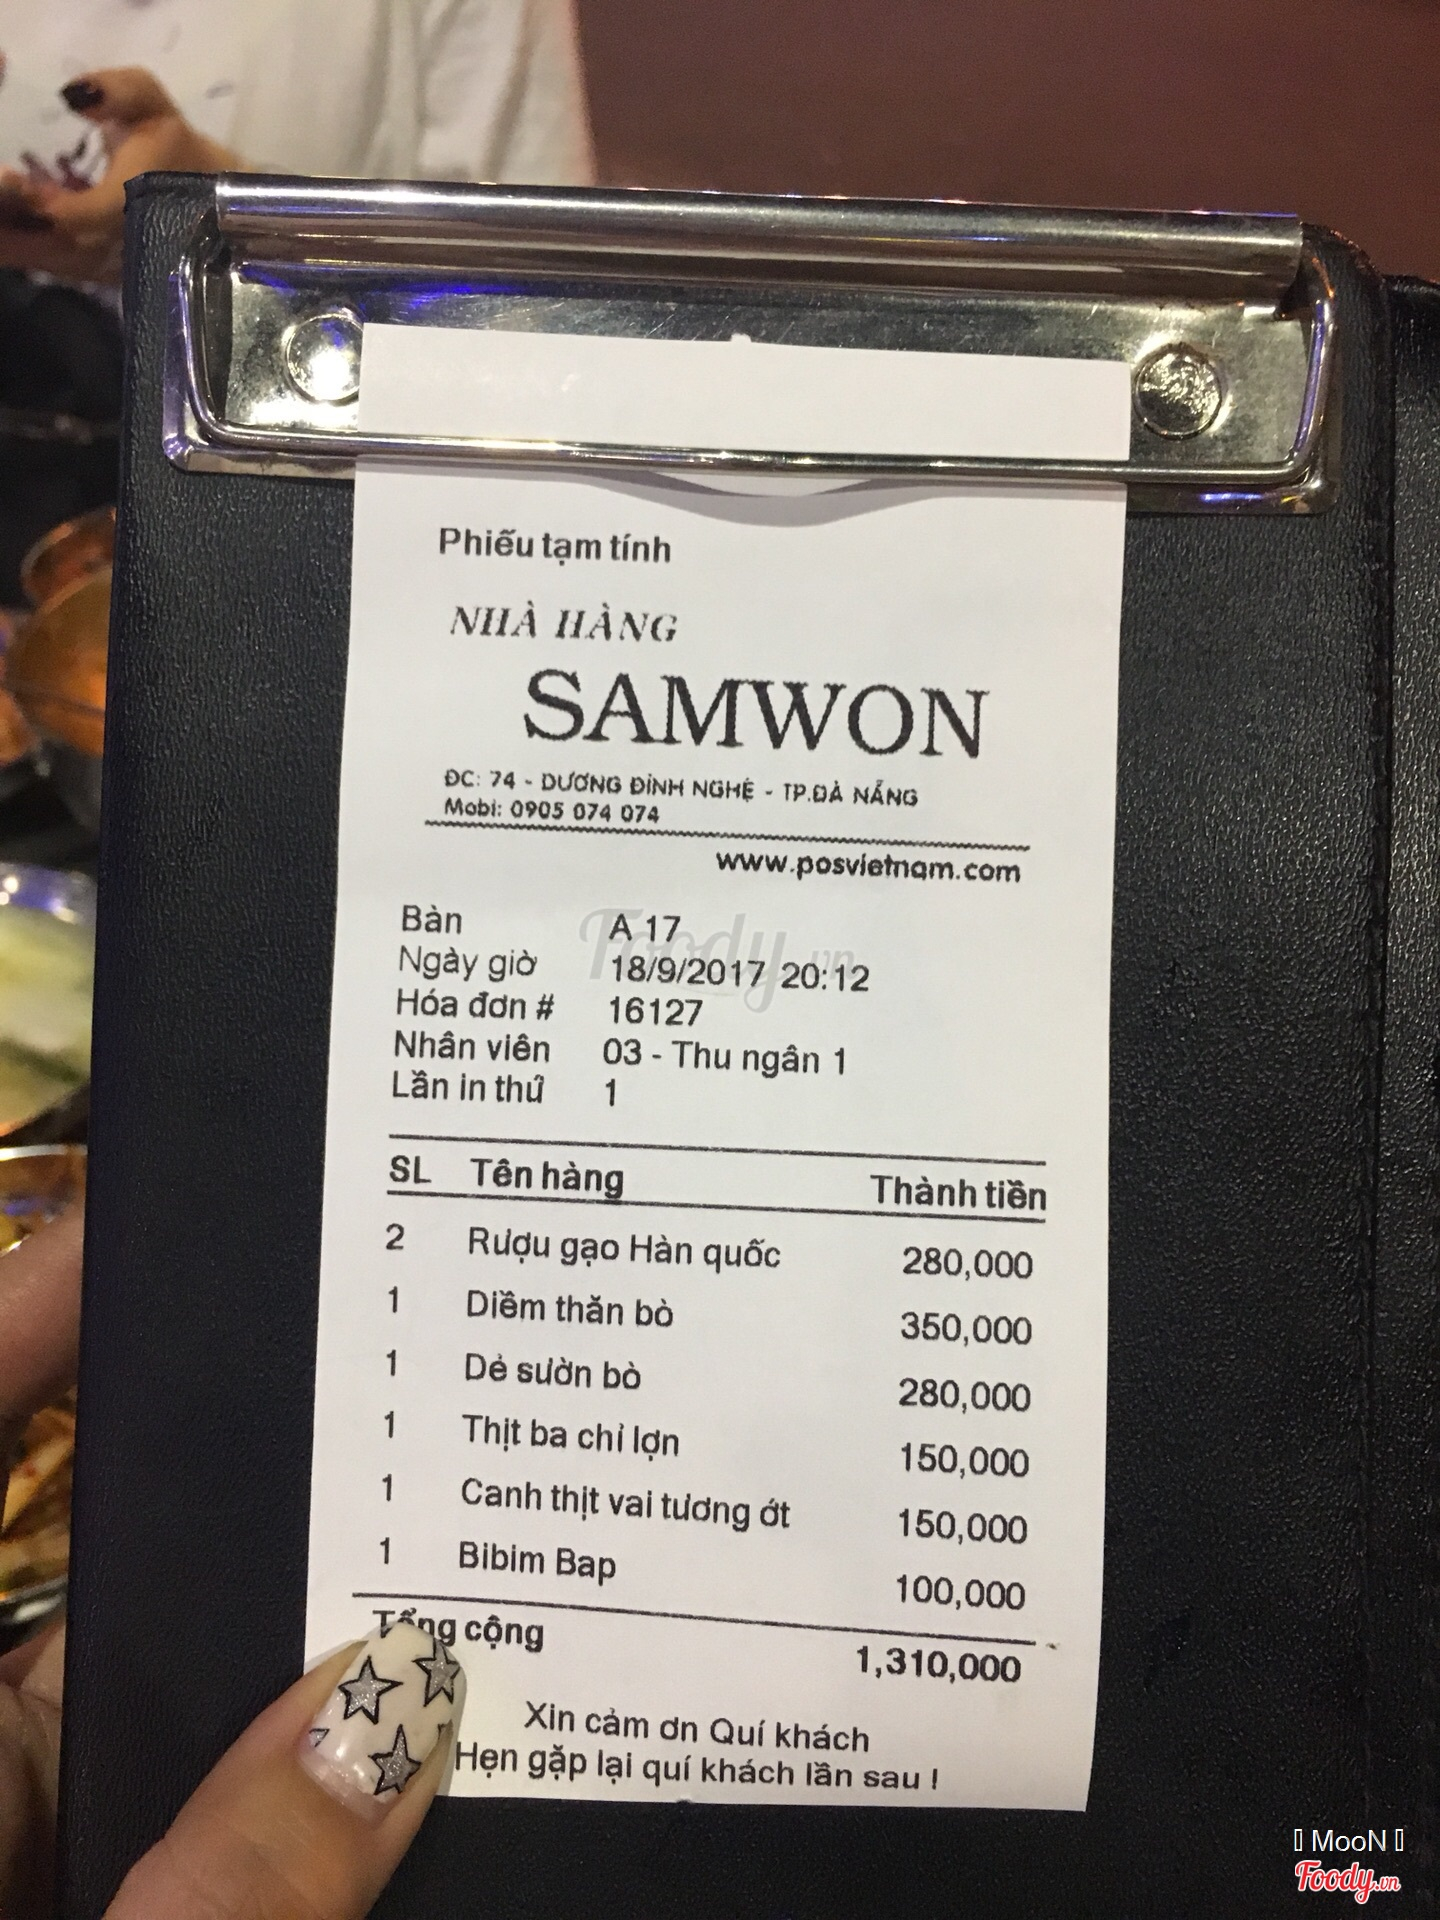 Phiếu tạm tính
NHÀ HÀNG
SAMWON
ĐC: 74 - DƯƠNG ĐÌNH NGHỆ - TP.ĐÀ NẴNG
Mobi: 0905 074 074
www.posvietnam.com
Bàn A 17
Ngày giờ 18/9/2017 20:12
Hóa đơn # 16127
Nhân viên 03 - Thu ngân 1
Lần in thứ 1
SL Tên hàng Thành tiền
2 Rượu gạo Hàn quốc 280,000
1 Diềm thăn bò 350,000
1 Dẻ sườn bò 280,000
1 Thịt ba chỉ lợn 150,000
1 Canh thịt vai tương ớt 150,000
1 Bibim Bap 100,000
Tổng cộng 1,310,000
Xin cảm ơn Quí khách
Hẹn gặp lại quí khách lần sau !
Foody.vn
MooN
Foody.vn